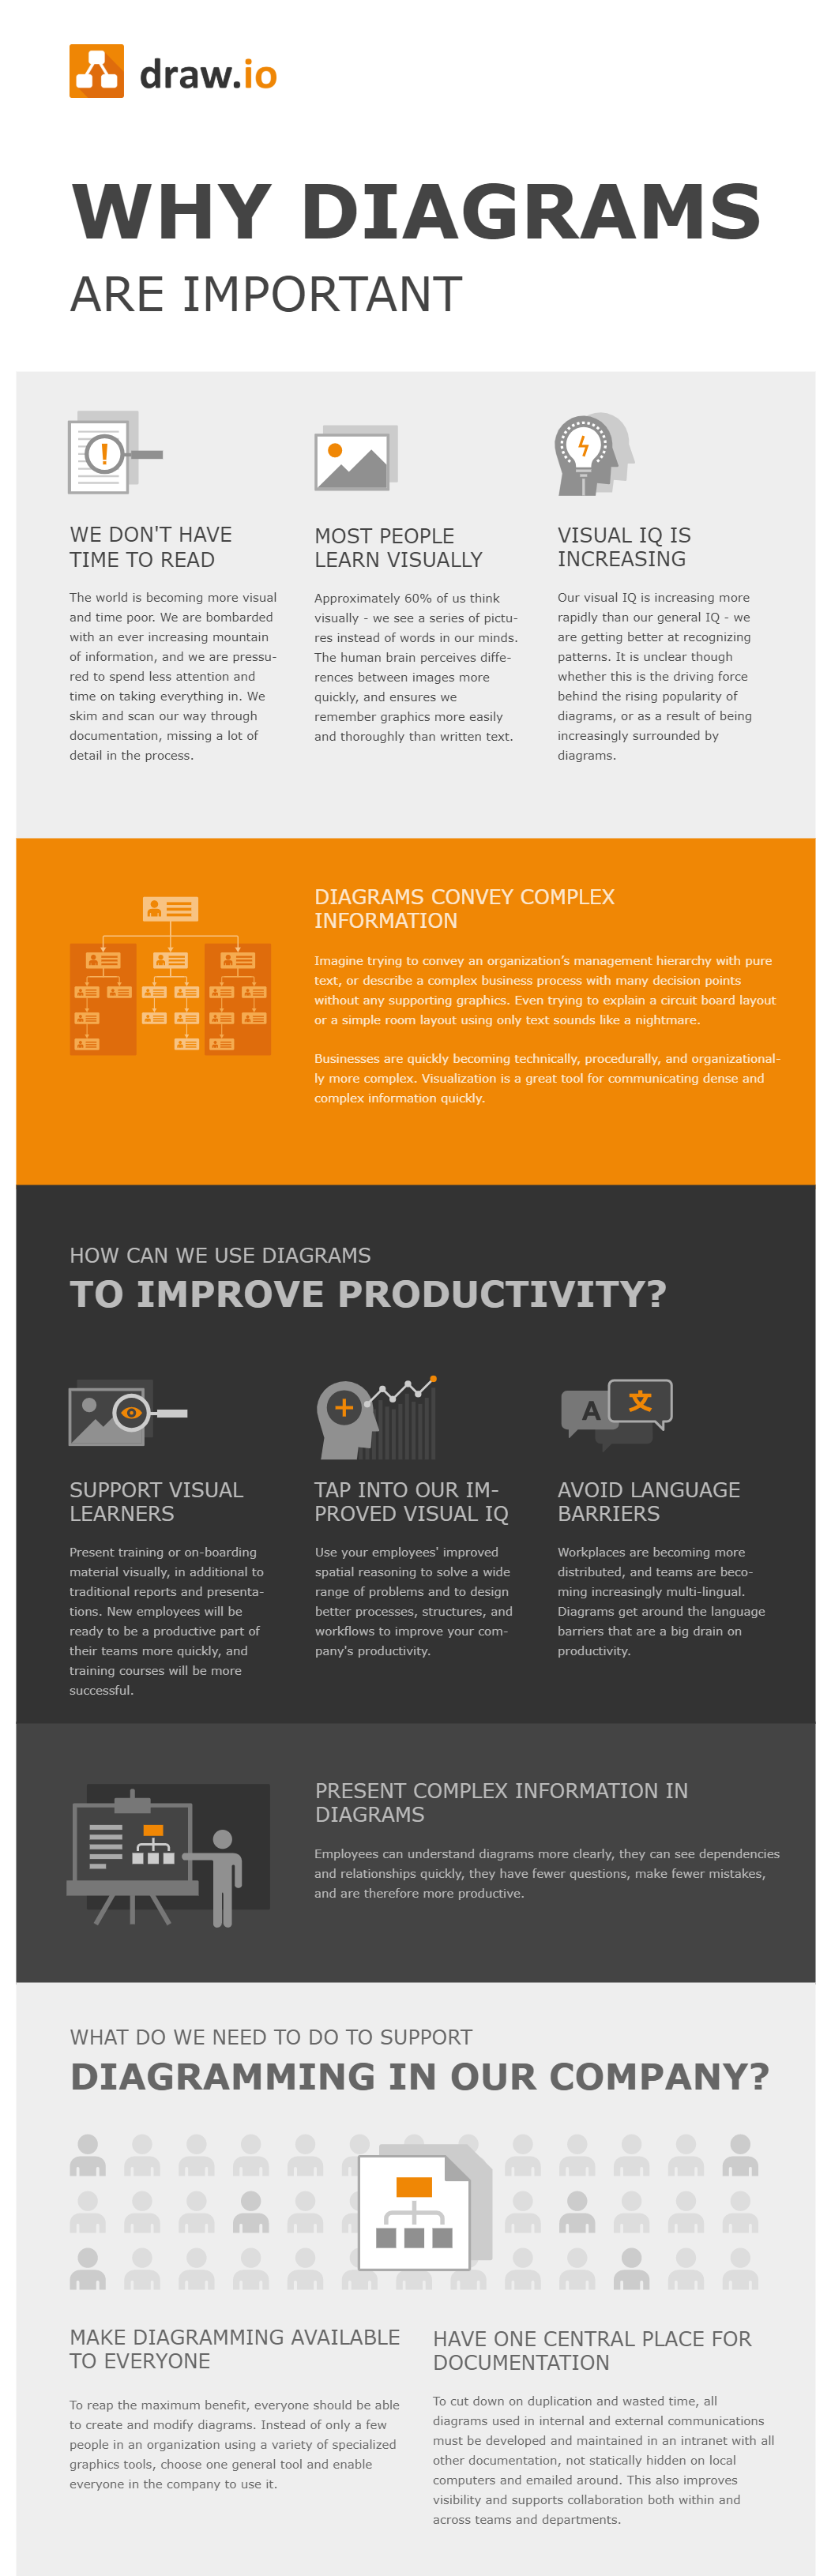 draw.io
WHY DIAGRAMS
ARE IMPORTANT
!
WE DON'T HAVE
TIME TO READ
The world is becoming more visual
and time poor. We are bombarded
with an ever increasing mountain
of information, and we are pressu-
red to spend less attention and
time on taking everything in. We
skim and scan our way through
documentation, missing a lot of
detail in the process.
MOST PEOPLE
LEARN VISUALLY
Approximately 60% of us think
visually - we see a series of pictu-
res instead of words in our minds.
The human brain perceives diffe-
rences between images more
quickly, and ensures we
remember graphics more easily
and thoroughly than written text.
VISUAL IQ IS
INCREASING
Our visual IQ is increasing more
rapidly than our general IQ - we
are getting better at recognizing
patterns. It is unclear though
whether this is the driving force
behind the rising popularity of
diagrams, or as a result of being
increasingly surrounded by
diagrams.
DIAGRAMS CONVEY COMPLEX
INFORMATION
Imagine trying to convey an organization’s management hierarchy with pure
text, or describe a complex business process with many decision points
without any supporting graphics. Even trying to explain a circuit board layout
or a simple room layout using only text sounds like a nightmare.
Businesses are quickly becoming technically, procedurally, and organizational-
ly more complex. Visualization is a great tool for communicating dense and
complex information quickly.
HOW CAN WE USE DIAGRAMS
TO IMPROVE PRODUCTIVITY?
SUPPORT VISUAL
LEARNERS
Present training or on-boarding
material visually, in additional to
traditional reports and presenta-
tions. New employees will be
ready to be a productive part of
their teams more quickly, and
training courses will be more
successful.
TAP INTO OUR IM-
PROVED VISUAL IQ
Use your employees' improved
spatial reasoning to solve a wide
range of problems and to design
better processes, structures, and
workflows to improve your com-
pany's productivity.
A 文
AVOID LANGUAGE
BARRIERS
Workplaces are becoming more
distributed, and teams are beco-
ming increasingly multi-lingual.
Diagrams get around the language
barriers that are a big drain on
productivity.
PRESENT COMPLEX INFORMATION IN
DIAGRAMS
Employees can understand diagrams more clearly, they can see dependencies
and relationships quickly, they have fewer questions, make fewer mistakes,
and are therefore more productive.
WHAT DO WE NEED TO DO TO SUPPORT
DIAGRAMMING IN OUR COMPANY?
MAKE DIAGRAMMING AVAILABLE
TO EVERYONE
To reap the maximum benefit, everyone should be able
to create and modify diagrams. Instead of only a few
people in an organization using a variety of specialized
graphics tools, choose one general tool and enable
everyone in the company to use it.
HAVE ONE CENTRAL PLACE FOR
DOCUMENTATION
To cut down on duplication and wasted time, all
diagrams used in internal and external communications
must be developed and maintained in an intranet with all
other documentation, not statically hidden on local
computers and emailed around. This also improves
visibility and supports collaboration both within and
across teams and departments.